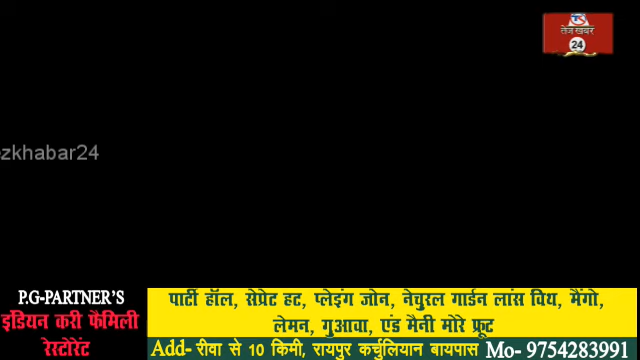 तेज खबर
24
zkhabar24
P.G-PARTNER'S
इंडियन करी फैमिली
रेस्टोरेंट
पार्टी हॉल, सेप्रेट हट, प्लेइंग जोन, नेचुरल गार्डन लांस विथ, मैंगो,
लेमन, गुआवा, एंड मैनी मोरे फ्रूट
Add- रीवा से 10 किमी, रायपुर कर्चुलियान बायपास
Mo- 9754283991